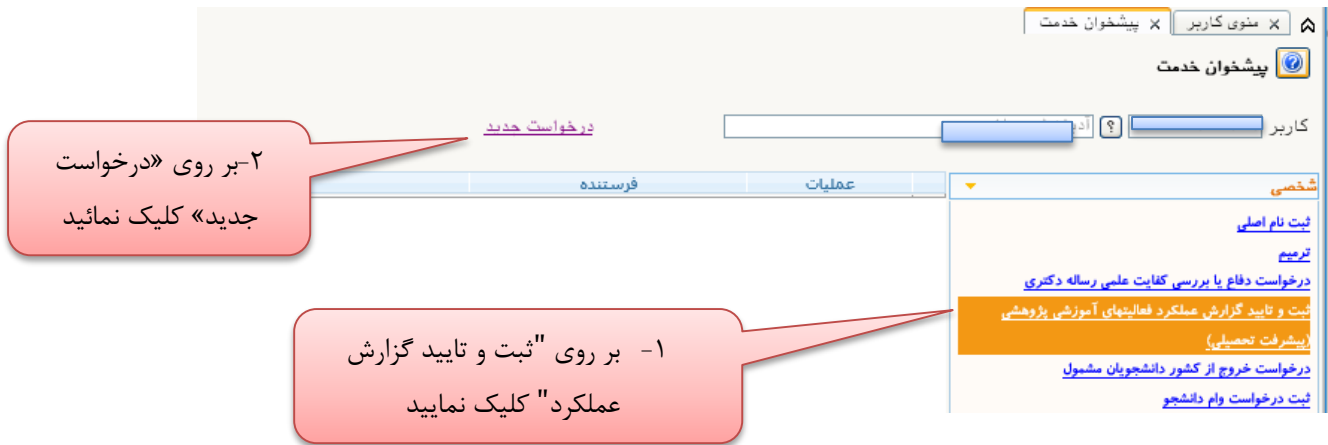 منوی کاربر × پیشخوان خدمت ×
پیشخوان خدمت
کاربر
درخواست جدید
شخصی
عملیات فرستنده
ثبت نام اصلی
ترمیم
درخواست دفاع یا بررسی کفایت علمی رساله دکتری
ثبت و تایید گزارش عملکرد فعالیتهای آموزشی پژوهشی
(پیشرفت تحصیلی)
درخواست خروج از کشور دانشجویان مشمول
ثبت درخواست وام دانشجو
۲-بر روی «درخواست
جدید» کلیک نمائید
۱- بر روی "ثبت و تایید گزارش
عملکرد" کلیک نمایید